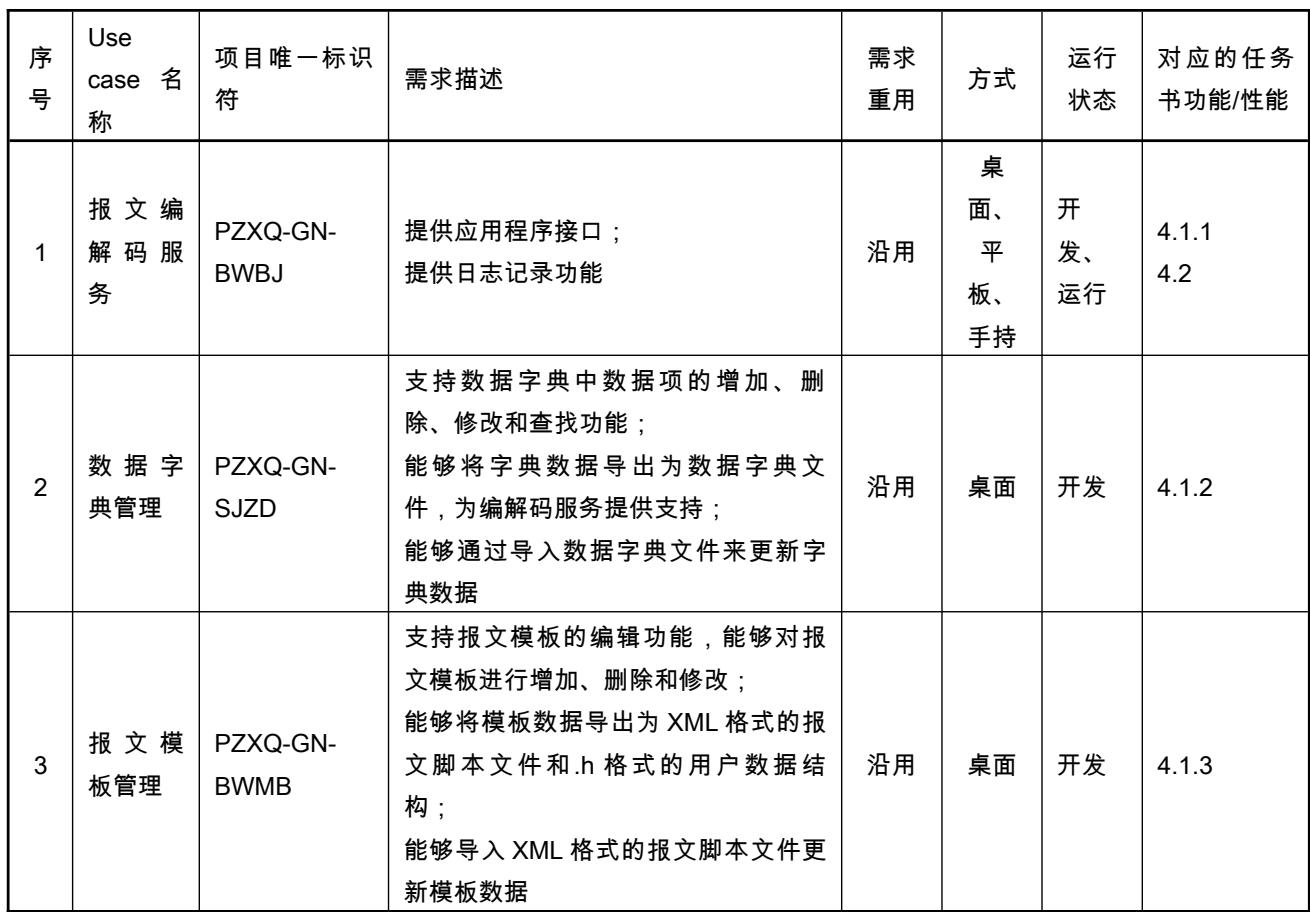 序号
Use case 名称
项目唯一标识符
需求描述
需求重用
方式
运行状态
对应的任务书功能/性能
1
报文编解码服务
PZXQ-GN-BWBJ
提供应用程序接口；
提供日志记录功能
沿用
桌面、平板、手持
开发、运行
4.1.1
4.2
2
数据字典管理
PZXQ-GN-SJZD
支持数据字典中数据项的增加、删
除、修改和查找功能；
能够将字典数据导出为数据字典文
件，为编解码服务提供支持；
能够通过导入数据字典文件来更新字
典数据
沿用
桌面
开发
4.1.2
3
报文模板管理
PZXQ-GN-BWMB
支持报文模板的编辑功能，能够对报
文模板进行增加、删除和修改；
能够将模板数据导出为 XML 格式的报
文脚本文件和.h 格式的用户数据结
构；
能够导入 XML 格式的报文脚本文件更
新模板数据
沿用
桌面
开发
4.1.3